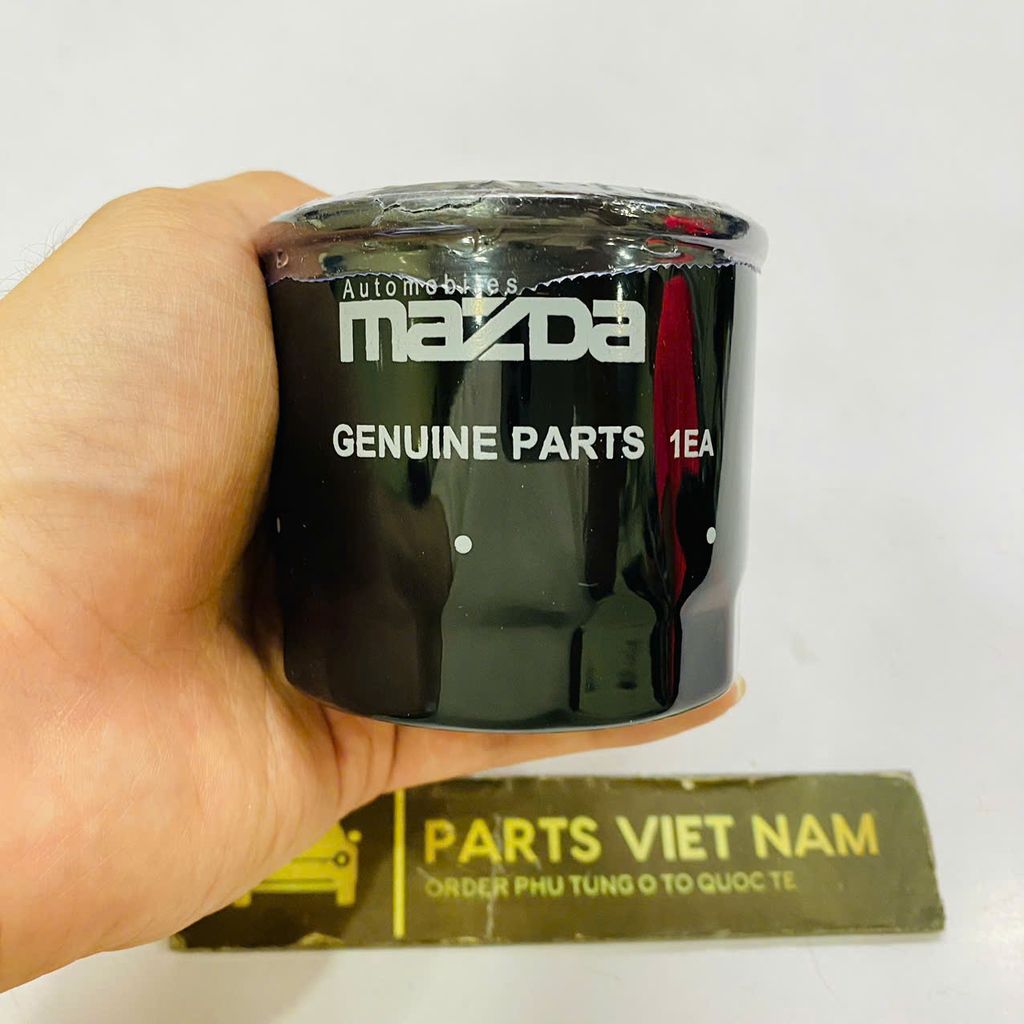 Automobiles
mazDa
GENUINE PARTS 1EA
PARTS VIET NAM
ORDER PHU TUNG O TO QUOC TE